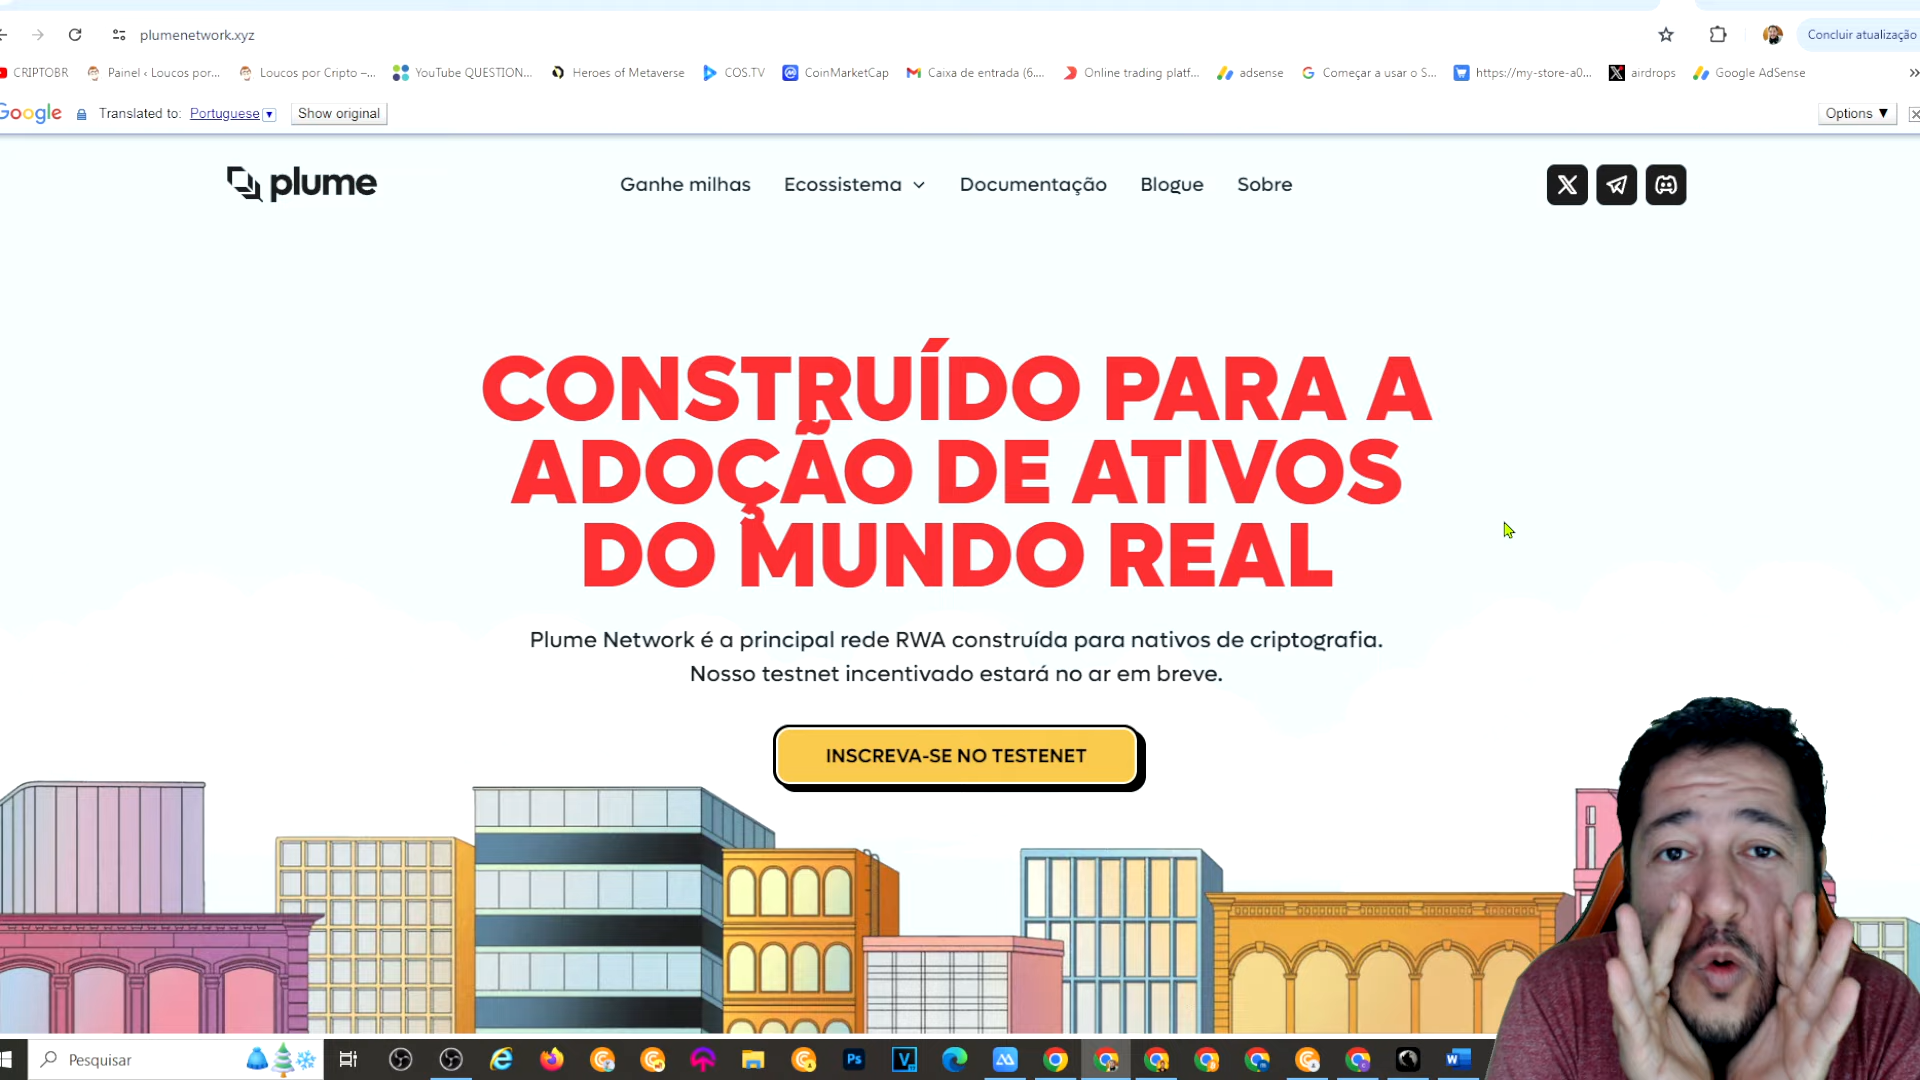 plumenetwork.xyz
Concluir atualização
CRIPTOBR
Painel ‹ Loucos por...
Loucos por Cripto –...
YouTube QUESTION...
Heroes of Metaverse
COS.TV
CoinMarketCap
Caixa de entrada (6....
Online trading platf...
adsense
Começar a usar o S...
https://my-store-a0...
airdrops
Google AdSense
»
Google
Translated to: Portuguese
Show original
Options ▼
plume
Ganhe milhas
Ecossistema
Documentação
Blogue
Sobre
CONSTRUÍDO PARA A
ADOÇÃO DE ATIVOS
DO MUNDO REAL
Plume Network é a principal rede RWA construída para nativos de criptografia.
Nosso testnet incentivado estará no ar em breve.
INSCREVA-SE NO TESTENET
Pesquisar
Ps
V
W